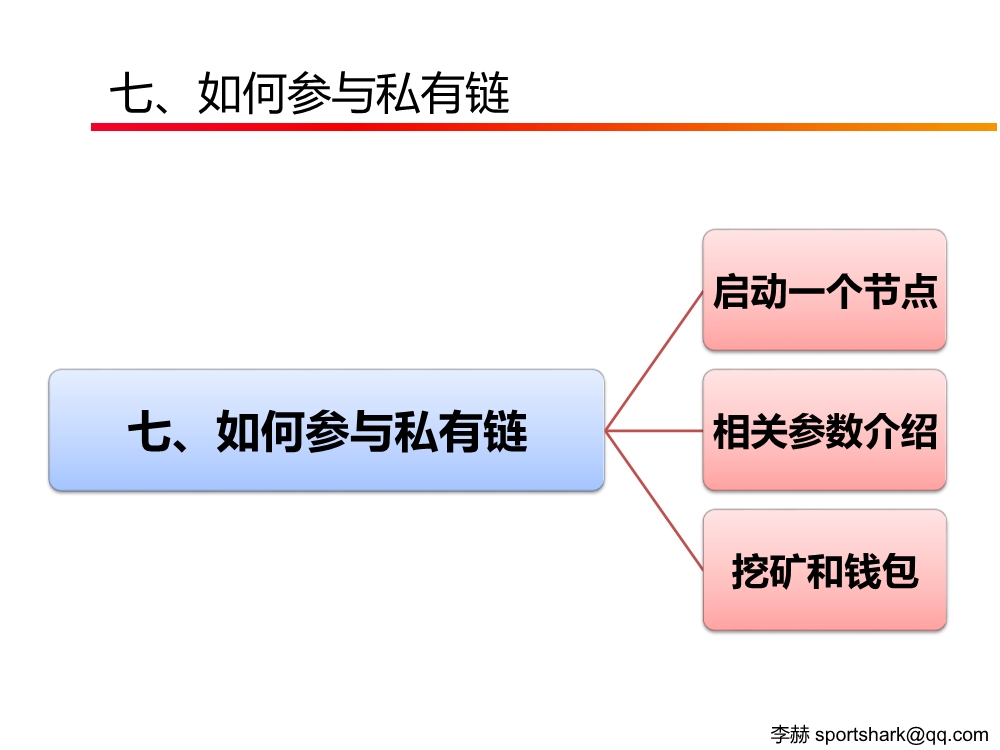 七、如何参与私有链
启动一个节点
七、如何参与私有链
相关参数介绍
挖矿和钱包
李赫 sportshark@qq.com